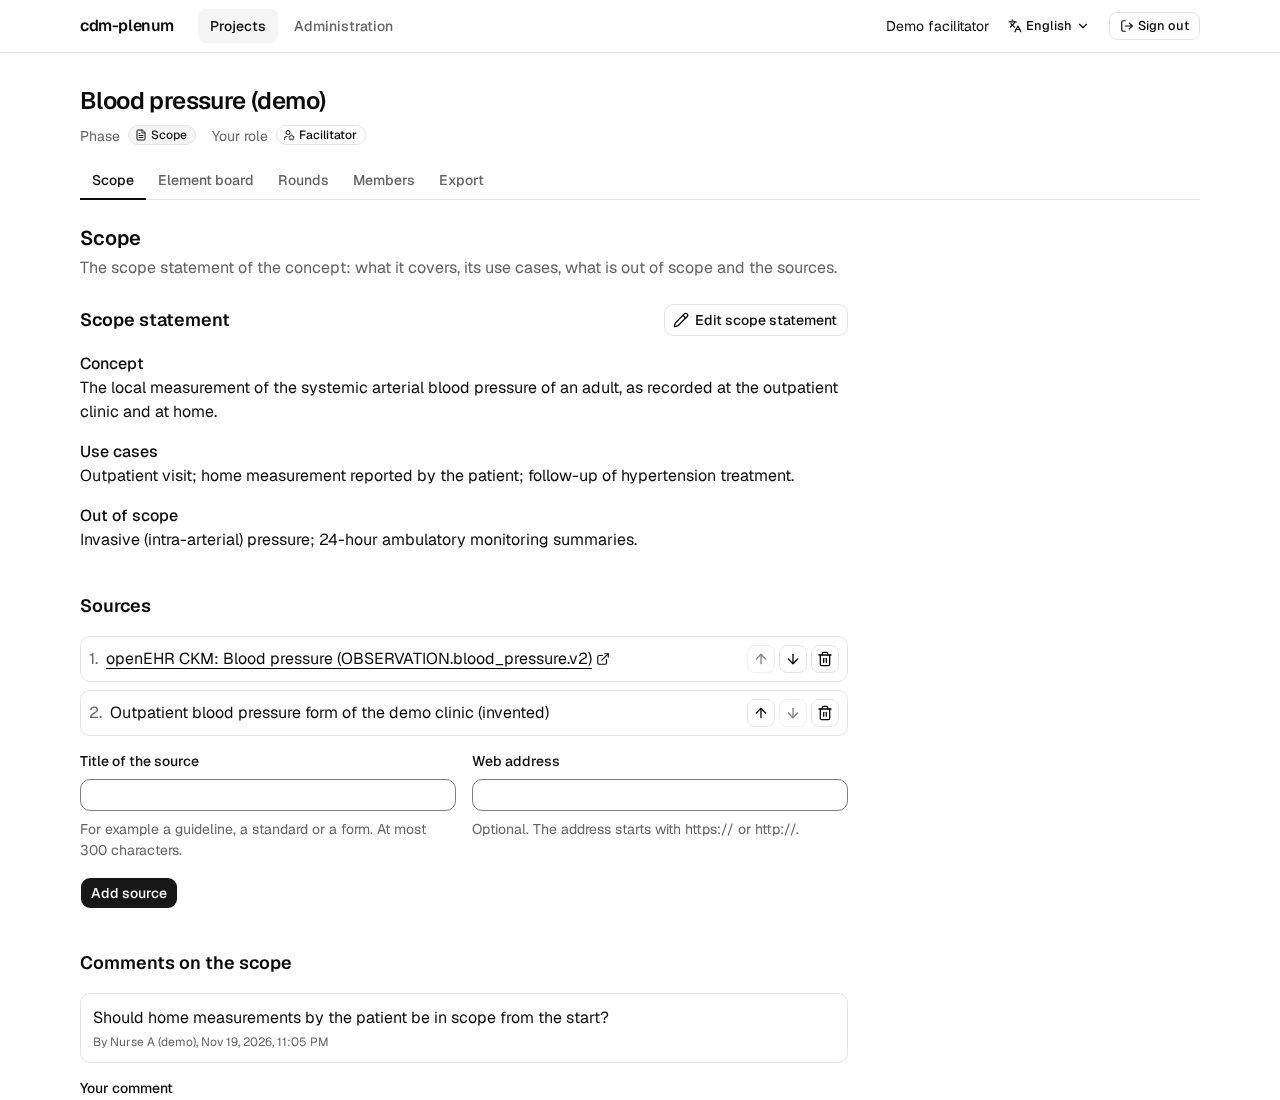 cdm-plenum
Projects
Administration
Demo facilitator
English
Sign out
Blood pressure (demo)
Phase
Scope
Your role
Facilitator
Scope
Element board
Rounds
Members
Export
Scope
The scope statement of the concept: what it covers, its use cases, what is out of scope and the sources.
Scope statement
Edit scope statement
Concept
The local measurement of the systemic arterial blood pressure of an adult, as recorded at the outpatient
clinic and at home.
Use cases
Outpatient visit; home measurement reported by the patient; follow-up of hypertension treatment.
Out of scope
Invasive (intra-arterial) pressure; 24-hour ambulatory monitoring summaries.
Sources
1. openEHR CKM: Blood pressure (OBSERVATION.blood_pressure.v2)
2. Outpatient blood pressure form of the demo clinic (invented)
Title of the source
Web address
For example a guideline, a standard or a form. At most
300 characters.
Optional. The address starts with https:// or http://.
Add source
Comments on the scope
Should home measurements by the patient be in scope from the start?
By Nurse A (demo), Nov 19, 2026, 11:05 PM
Your comment